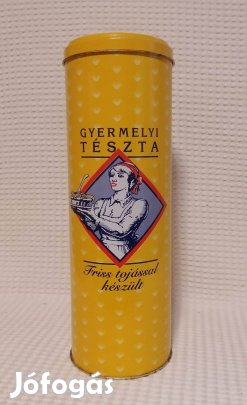 GYERMELYI
TÉSZTA
Friss tojással
készült
Jófogás